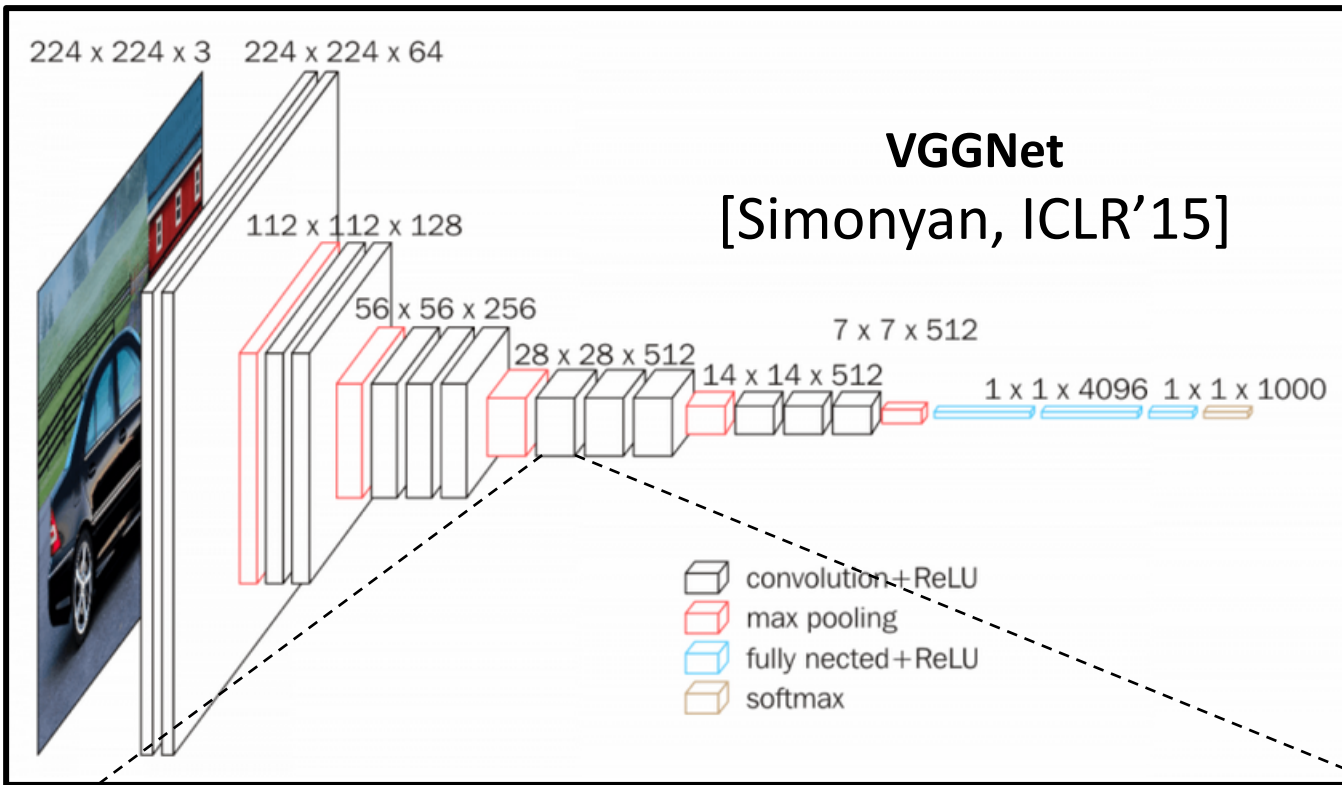 224 x 224 x 3
224 x 224 x 64
VGGNet
[Simonyan, ICLR’15]
112 x 112 x 128
56 x 56 x 256
28 x 28 x 512
7 x 7 x 512
14 x 14 x 512
1 x 1 x 4096
1 x 1 x 1000
convolution+ReLU
max pooling
fully nected+ReLU
softmax